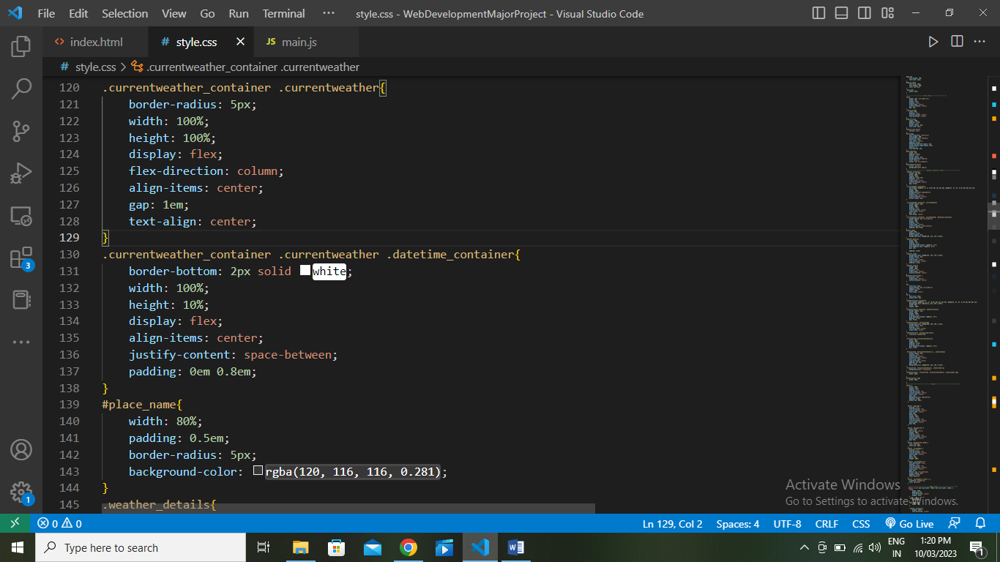 File Edit Selection View Go Run Terminal ··· style.css - WebDevelopmentMajorProject - Visual Studio Code
<> index.html # style.css JS main.js
# style.css > .currentweather_container .currentweather
120 .currentweather_container .currentweather{
121 border-radius: 5px;
122 width: 100%;
123 height: 100%;
124 display: flex;
125 flex-direction: column;
126 align-items: center;
127 gap: 1em;
128 text-align: center;
129 }
130 .currentweather_container .currentweather .datetime_container{
131 border-bottom: 2px solid white;
132 width: 100%;
133 height: 10%;
134 display: flex;
135 align-items: center;
136 justify-content: space-between;
137 padding: 0em 0.8em;
138 }
139 #place_name{
140 width: 80%;
141 padding: 0.5em;
142 border-radius: 5px;
143 background-color: rgba(120, 116, 116, 0.281);
144 }
145 .weather_details{
3
1
Activate Windows
Go to Settings to activate Windows.
0 0 Ln 129, Col 2 Spaces: 4 UTF-8 CRLF CSS Go Live
Type here to search
ENG
IN
1:20 PM
10/03/2023
1